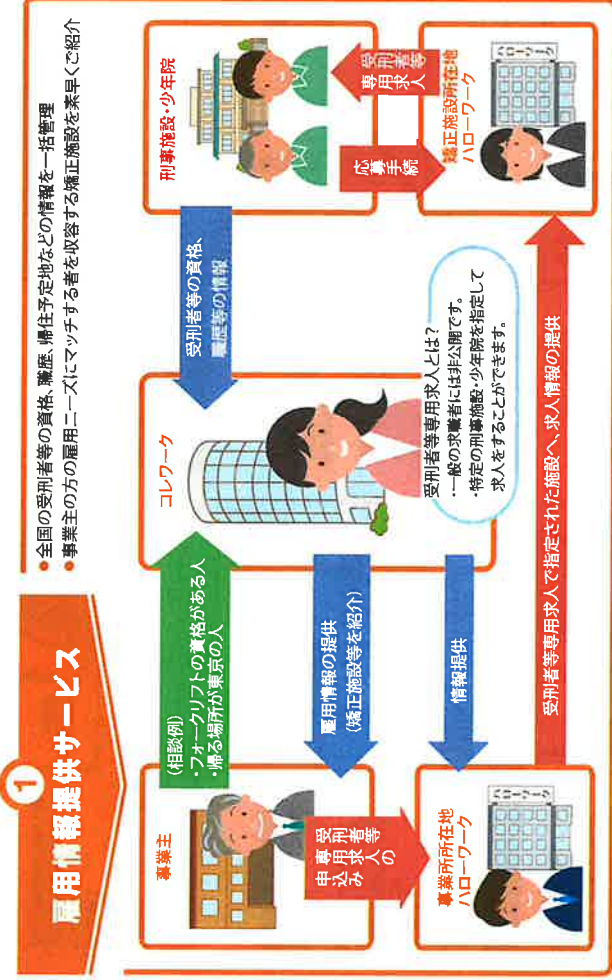 1
雇用情報提供サービス
●全国の受刑者等の資格、職歴、帰住予定地などの情報を一括管理
●事業主の方の雇用ニーズにマッチする者を収容する矯正施設を素早くご紹介
事業主
(相談例)
・フォークリフトの資格がある人
・帰る場所が東京の人
コレワーク
受刑者等の資格、
職歴等の情報
刑事施設・少年院
雇用情報の提供
(矯正施設等を紹介)
受刑者等
専用求人の
申込み
応募手続
受刑者等
専用求人
情報提供
受刑者等専用求人とは?
・一般の求職者には非公開です。
・特定の刑事施設・少年院を指定して
求人をすることができます。
事業所所在地
ハローワーク
ハローワーク
矯正施設所在地
ハローワーク
ハローワーク
受刑者等専用求人で指定された施設へ、求人情報の提供